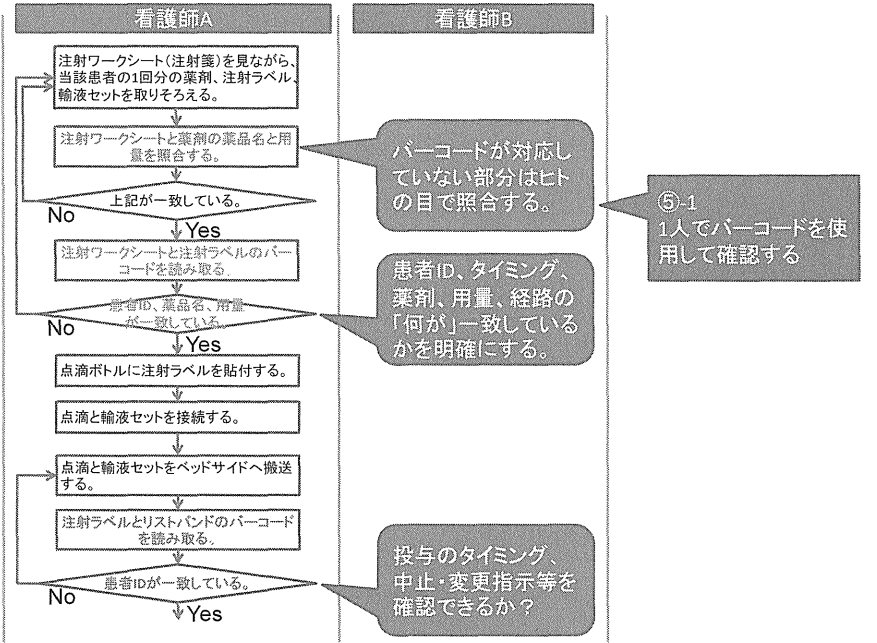 看護師A
看護師B
注射ワークシート(注射箋)を見ながら、
当該患者の1回分の薬剤、注射ラベル、
輸液セットを取りそろえる。
注射ワークシートと薬剤の薬品名と用
量を照合する。
上記が一致している。
No
Yes
注射ワークシートと注射ラベルのバー
コードを読み取る。
患者ID、薬品名、用量
が一致している。
No
Yes
点滴ボトルに注射ラベルを貼付する。
点滴と輸液セットを接続する。
点滴と輸液セットをベッドサイドへ搬送
する。
注射ラベルとリストバンドのバーコード
を読み取る。
患者IDが一致している。
No
Yes
バーコードが対応し
ていない部分はヒト
の目で照合する。
患者ID、タイミング、
薬剤、用量、経路の
「何が」一致している
かを明確にする。
投与のタイミング、
中止・変更指示等を
確認できるか?
⑤-1
1人でバーコードを使
用して確認する